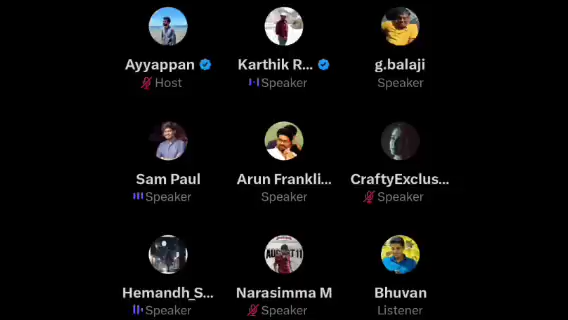 Ayyappan
Karthik R...
g.balaji
Host
Speaker
Speaker
Sam Paul
Arun Frankli...
CraftyExclus...
Speaker
Speaker
Speaker
Hemandh_S...
Narasimma M
Bhuvan
Speaker
Speaker
Listener